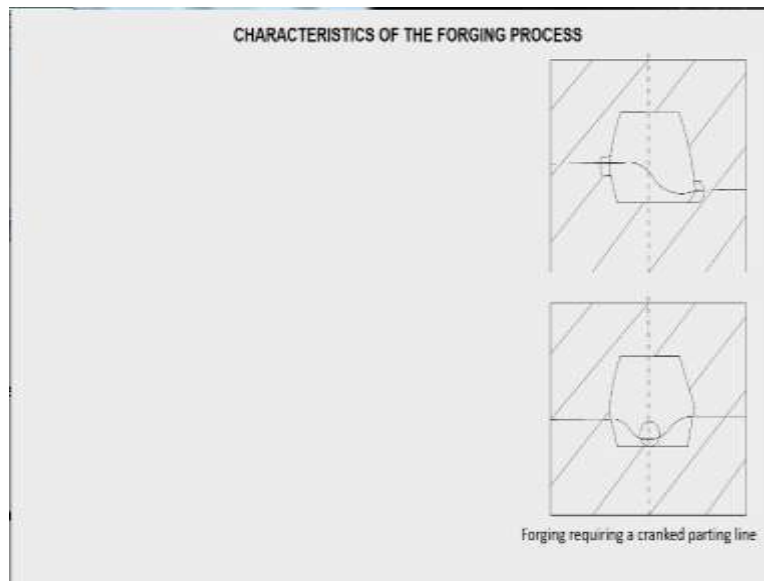 CHARACTERISTICS OF THE FORGING PROCESS
Forging requiring a cranked parting line